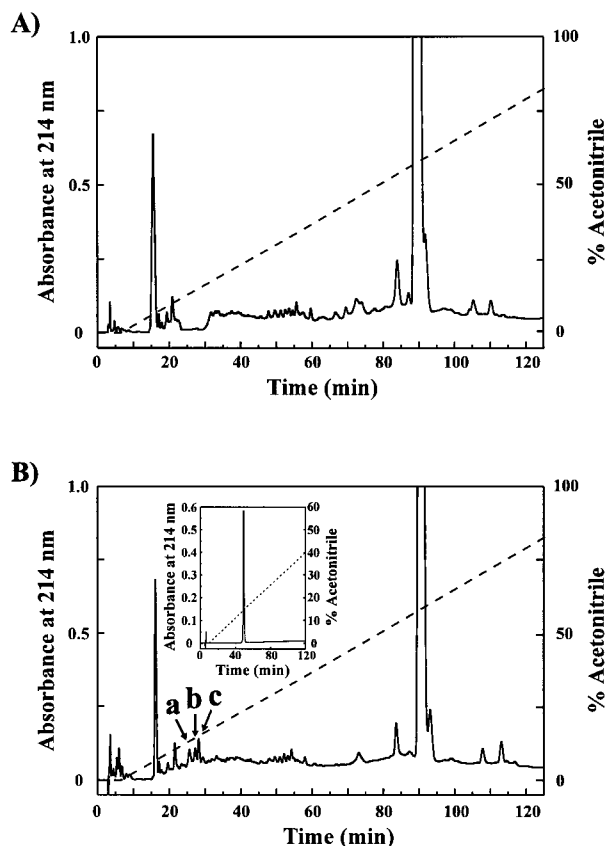 A)
1.0
0.5
0
Absorbance at 214 nm
100
50
0
% Acetonitrile
0 20 40 60 80 100 120
Time (min)
B)
1.0
0.5
0
Absorbance at 214 nm
100
50
0
% Acetonitrile
0.6
0.5
0.4
0.3
0.2
0.1
0
Absorbance at 214 nm
60
50
40
30
20
10
0
% Acetonitrile
0 40 80 120
Time (min)
a b c
0 20 40 60 80 100 120
Time (min)